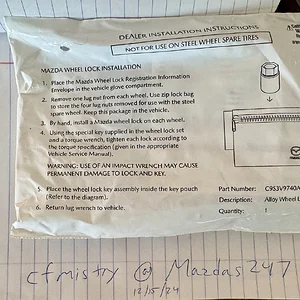 DEALER INSTALLATION INSTRUCTIONS
NOT FOR USE ON STEEL WHEEL SPARE TIRES
MAZDA WHEEL LOCK INSTALLATION
1. Place the Mazda Wheel Lock Registration Information
Envelope in the vehicle glove compartment.
2. Remove one lug nut from each wheel. Use zip lock bag
to store the four lug nuts removed for use with the steel
spare wheel. Keep this package in the vehicle.
3. By hand, install a Mazda wheel lock on each wheel.
4. Using the special key supplied in the wheel lock set
and a torque wrench, tighten each lock according to
the torque specification (given in the appropriate
Vehicle Service Manual).
WARNING: USE OF AN IMPACT WRENCH MAY CAUSE
PERMANENT DAMAGE TO LOCK AND KEY.
5. Place the wheel lock key assembly inside the key pouch
(Refer to the diagram).
6. Return lug wrench to vehicle.
Part Number: C953V9740A
Description: Alloy Wheel L
Quantity: 1
cfmistry @ Mazdas247
12/15/24